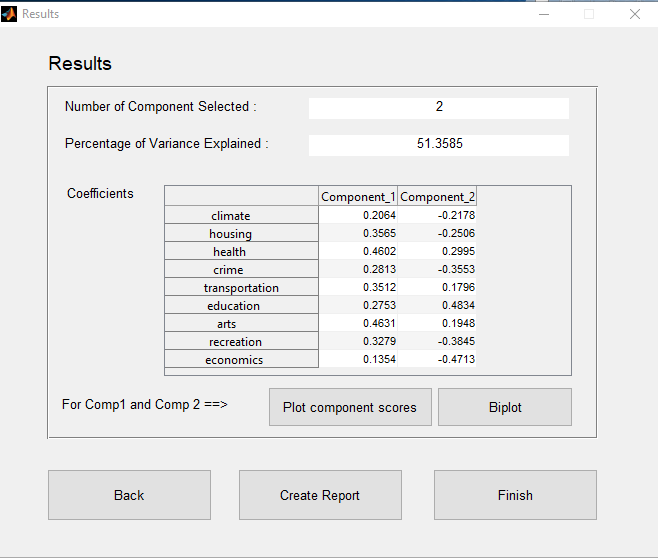 Results
Results
Number of Component Selected : 2
Percentage of Variance Explained : 51.3585
Coefficients
Component_1 Component_2
climate 0.2064 -0.2178
housing 0.3565 -0.2506
health 0.4602 0.2995
crime 0.2813 -0.3553
transportation 0.3512 0.1796
education 0.2753 0.4834
arts 0.4631 0.1948
recreation 0.3279 -0.3845
economics 0.1354 -0.4713
For Comp1 and Comp 2 ==> Plot component scores Biplot
Back Create Report Finish